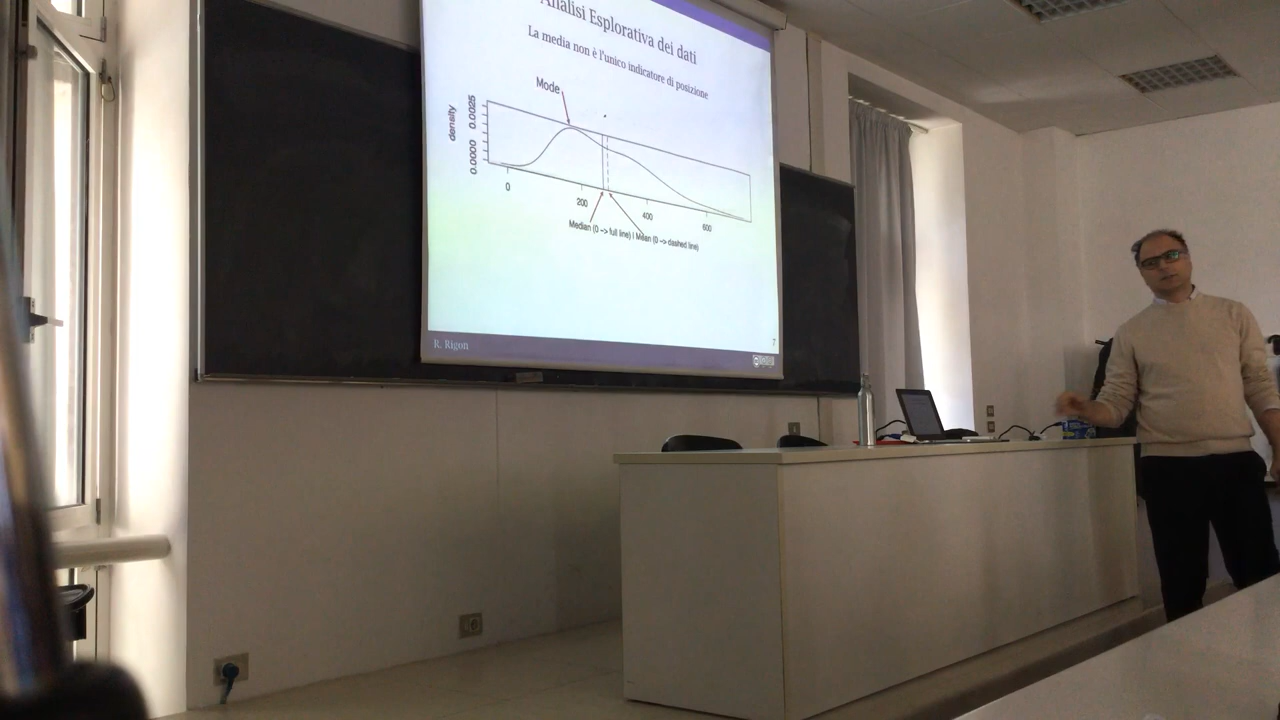 Analisi Esplorativa dei dati
La media non è l'unico indicatore di posizione
Mode
density
0.0000 0.0025
0 200 400 600
Median (0 -> full line) | Mean (0 -> dashed line)
R. Rigon
7